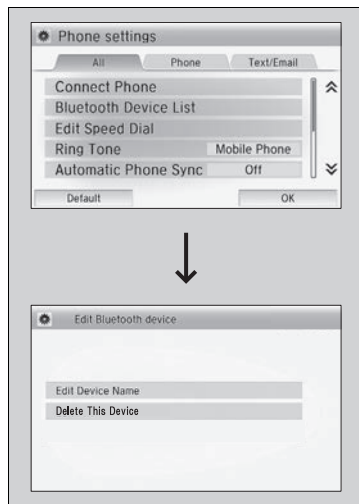 Phone settings
All Phone Text/Email
Connect Phone
Bluetooth Device List
Edit Speed Dial
Ring Tone Mobile Phone
Automatic Phone Sync Off
Default OK
Edit Bluetooth device
Edit Device Name
Delete This Device